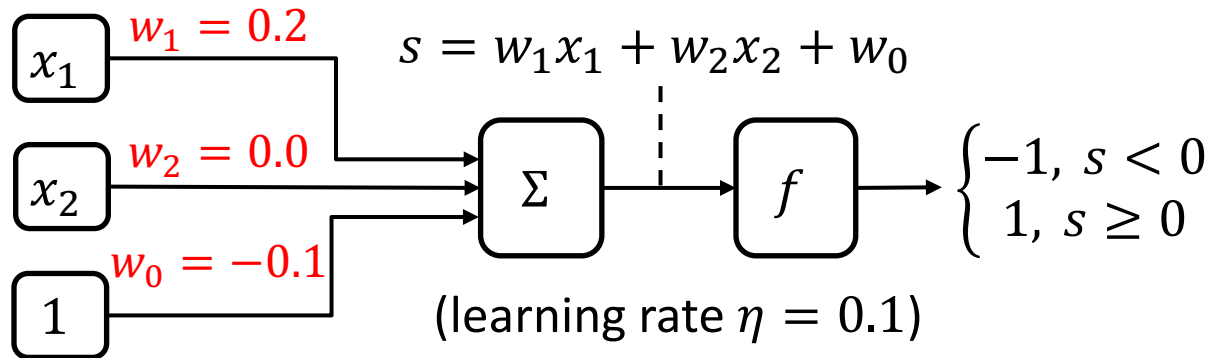 w₁ = 0.2
x₁
s = w₁x₁ + w₂x₂ + w₀
w₂ = 0.0
x₂
Σ
f
−1, s < 0
1, s ≥ 0
w₀ = −0.1
1
(learning rate η = 0.1)